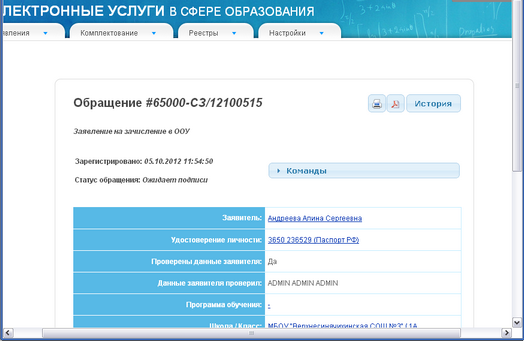 ЛЕКТРОННЫЕ УСЛУГИ В СФЕРЕ ОБРАЗОВАНИЯ
явления Комплектование Реестры Настройки
Обращение #65000-СЗ/12100515
История
Заявление на зачисление в ООУ
Зарегистрировано: 05.10.2012 11:54:50
Команды
Статус обращения: Ожидает подписи
Заявитель: Андреева Алина Сергеевна
Удостоверение личности: 3650 236529 (Паспорт РФ)
Проверены данные заявителя: Да
Данные заявителя проверил: ADMIN ADMIN ADMIN
Программа обучения: -
Школа / Класс: МБОУ "Верхнесинячихинская СОШ №3" ( 1А